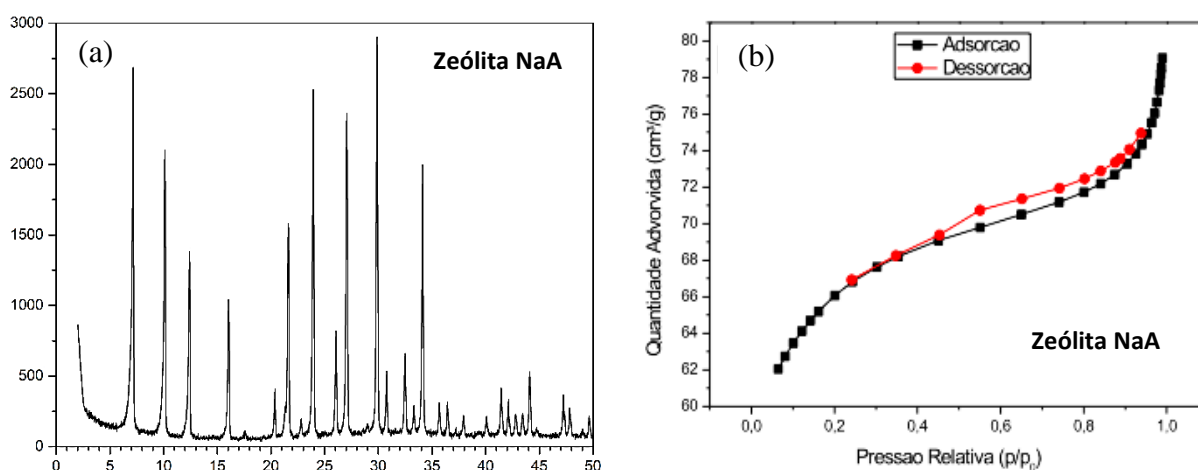 (a)
Zeólita NaA
3000
2500
2000
1500
1000
500
0
0 5 10 15 20 25 30 35 40 45 50
(b)
Adsorcao
Dessorcao
Quantidade Advorvida (cm³/g)
80
78
76
74
72
70
68
66
64
62
60
Zeólita NaA
0,0 0,2 0,4 0,6 0,8 1,0
Pressao Relativa (p/p₀)